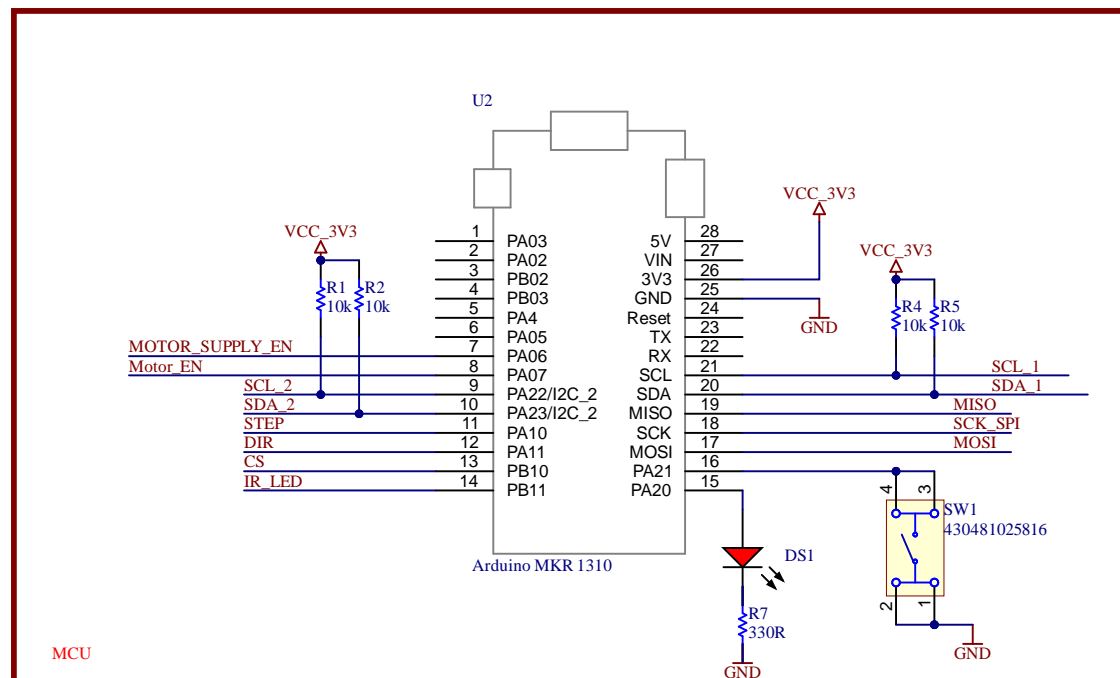 U2
VCC_3V3
VCC_3V3
VCC_3V3
R1
10k
R2
10k
R4
10k
R5
10k
MOTOR_SUPPLY_EN
Motor_EN
SCL_2
SDA_2
STEP
DIR
CS
IR_LED
1 PA03
2 PA02
3 PB02
4 PB03
5 PA4
6 PA05
7 PA06
8 PA07
9 PA22/I2C_2
10 PA23/I2C_2
11 PA10
12 PA11
13 PB10
14 PB11
5V 28
VIN 27
3V3 26
GND 25
Reset 24
TX 23
RX 22
SCL 21
SDA 20
MISO 19
SCK 18
MOSI 17
PA21 16
PA20 15
GND
SCL_1
SDA_1
MISO
SCK_SPI
MOSI
4
3
SW1
430481025816
2
1
GND
Arduino MKR 1310
DS1
R7
330R
GND
MCU